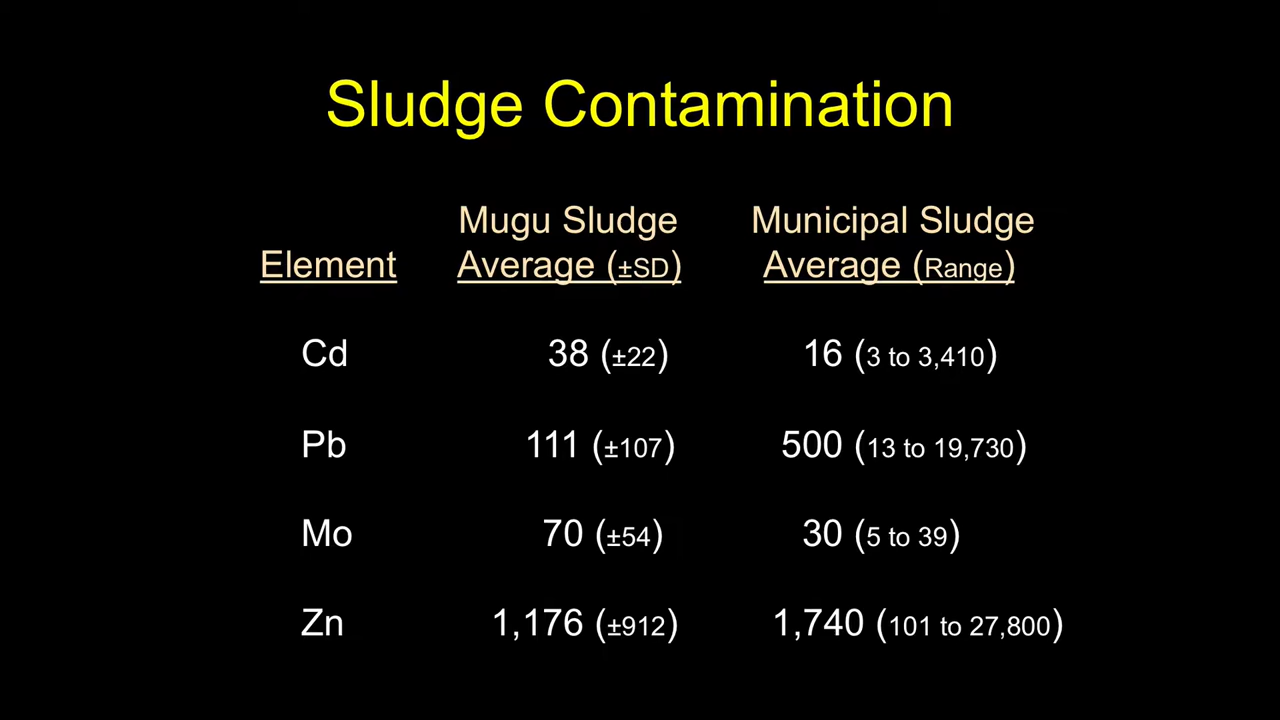 Sludge Contamination
Mugu Sludge Municipal Sludge
Element Average (±SD) Average (Range)
Cd 38 (±22) 16 (3 to 3,410)
Pb 111 (±107) 500 (13 to 19,730)
Mo 70 (±54) 30 (5 to 39)
Zn 1,176 (±912) 1,740 (101 to 27,800)